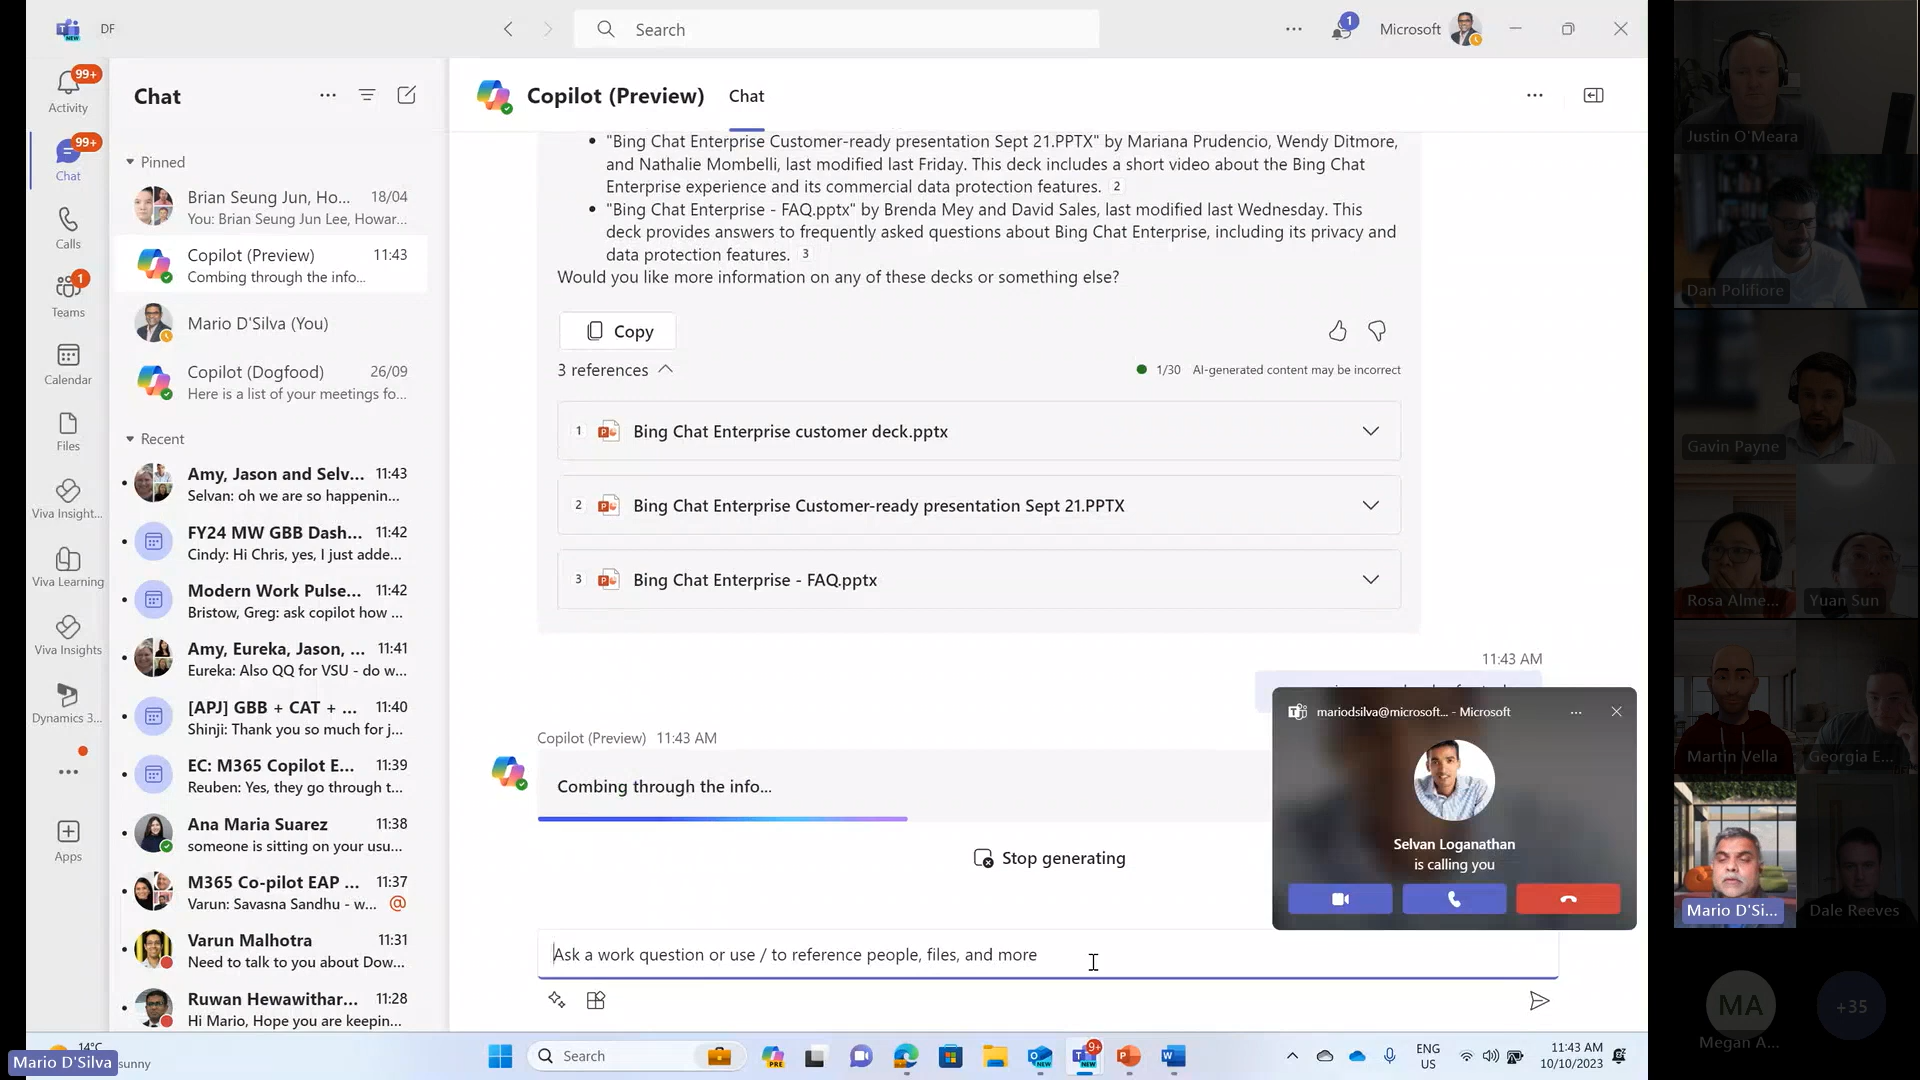 DF
Search
1
Microsoft
99+
Activity
99+
Chat
Calls
1
Teams
Calendar
Files
Viva Insight...
Viva Learning
Viva Insights
Dynamics 3...
Apps
Chat
Pinned
Brian Seung Jun, Ho... 18/04
You: Brian Seung Jun Lee, Howar...
Copilot (Preview) 11:43
Combing through the info...
Mario D'Silva (You)
Copilot (Dogfood) 26/09
Here is a list of your meetings fo...
Recent
Amy, Jason and Selv... 11:43
Selvan: oh we are so happenin...
FY24 MW GBB Dash... 11:42
Cindy: Hi Chris, yes, I just adde...
Modern Work Pulse... 11:42
Bristow, Greg: ask copilot how ...
Amy, Eureka, Jason, ... 11:41
Eureka: Also QQ for VSU - do w...
[APJ] GBB + CAT + ... 11:40
Shinji: Thank you so much for j...
EC: M365 Copilot E... 11:39
Reuben: Yes, they go through t...
Ana Maria Suarez 11:38
someone is sitting on your usu...
M365 Co-pilot EAP ... 11:37
Varun: Savasna Sandhu - w... @
Varun Malhotra 11:31
Need to talk to you about Dow...
Ruwan Hewawithar... 11:28
Hi Mario, Hope you are keepin...
Copilot (Preview) Chat
• "Bing Chat Enterprise Customer-ready presentation Sept 21.PPTX" by Mariana Prudencio, Wendy Ditmore,
and Nathalie Mombelli, last modified last Friday. This deck includes a short video about the Bing Chat
Enterprise experience and its commercial data protection features. 2
• "Bing Chat Enterprise - FAQ.pptx" by Brenda Mey and David Sales, last modified last Wednesday. This
deck provides answers to frequently asked questions about Bing Chat Enterprise, including its privacy and
data protection features. 3
Would you like more information on any of these decks or something else?
Copy
3 references
1/30 AI-generated content may be incorrect
1 Bing Chat Enterprise customer deck.pptx
2 Bing Chat Enterprise Customer-ready presentation Sept 21.PPTX
3 Bing Chat Enterprise - FAQ.pptx
11:43 AM
Copilot (Preview) 11:43 AM
Combing through the info...
Stop generating
Ask a work question or use / to reference people, files, and more
mariodsilva@microsoft... - Microsoft
Selvan Loganathan
is calling you
14°C
sunny
Mario D'Silva
Search
PRE
NEW
9+
NEW
ENG
US
11:43 AM
10/10/2023
Justin O'Meara
Dan Polifiore
Gavin Payne
Rosa Alme...
Yuan Sun
Martin Vella
Georgia E...
Mario D'Si...
Dale Reeves
MA
Megan A...
+35